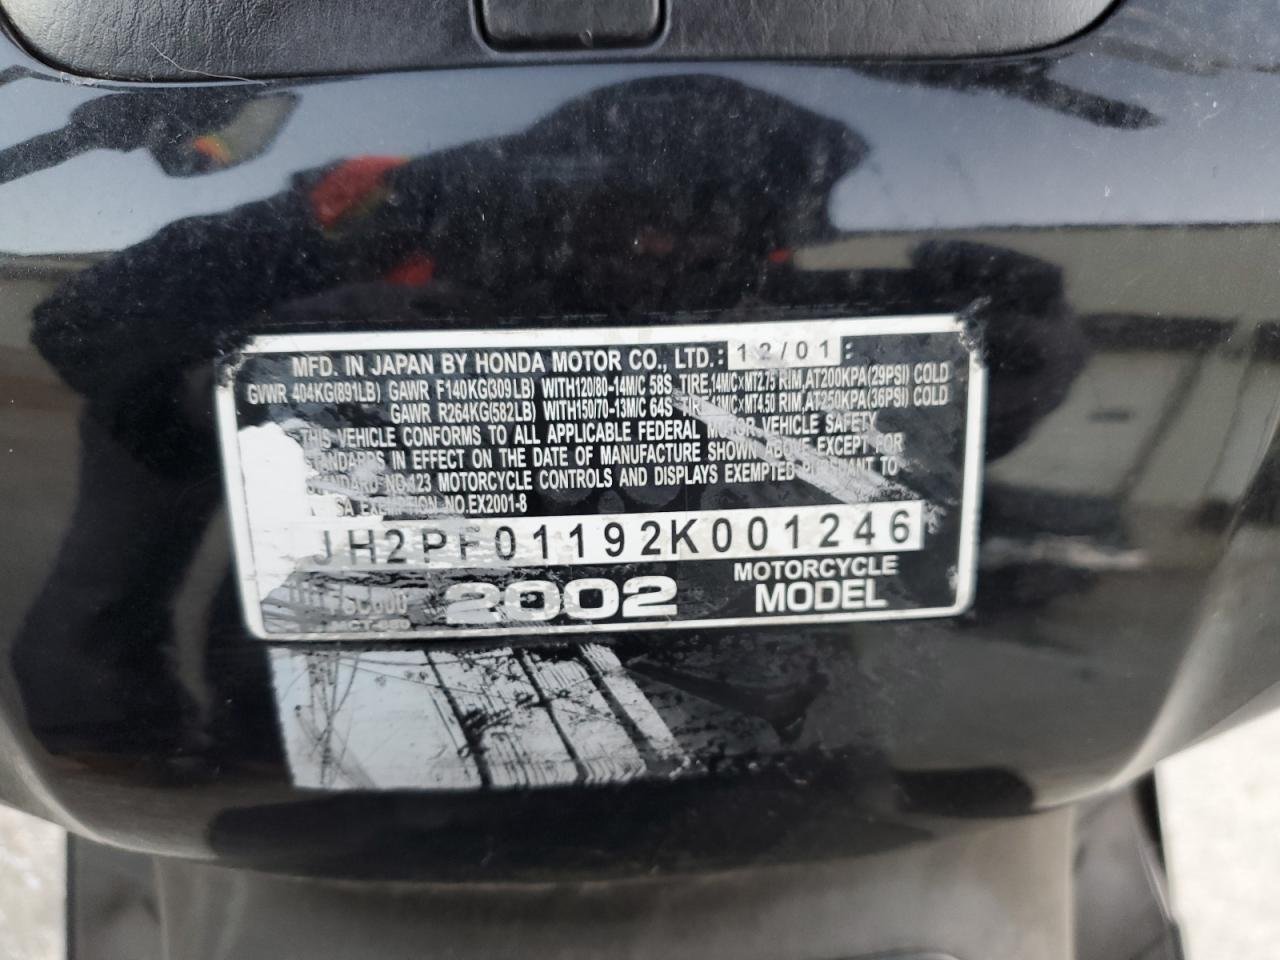 MFD. IN JAPAN BY HONDA MOTOR CO., LTD.: 12/01 :
GVWR 404KG(891LB) GAWR F140KG(309LB) WITH120/80-14M/C 58S TIRE,14M/C×MT2.75 RIM,AT200KPA(29PSI) COLD
GAWR R264KG(582LB) WITH150/70-13M/C 64S TIRE,13M/C×MT4.50 RIM,AT250KPA(36PSI) COLD
THIS VEHICLE CONFORMS TO ALL APPLICABLE FEDERAL MOTOR VEHICLE SAFETY
STANDARDS IN EFFECT ON THE DATE OF MANUFACTURE SHOWN ABOVE EXCEPT FOR
STANDARD NO.123 MOTORCYCLE CONTROLS AND DISPLAYS EXEMPTED PURSUANT TO
EXEMPTION NO.EX2001-8
JH2PF01192K001246
2002 MOTORCYCLE
MODEL